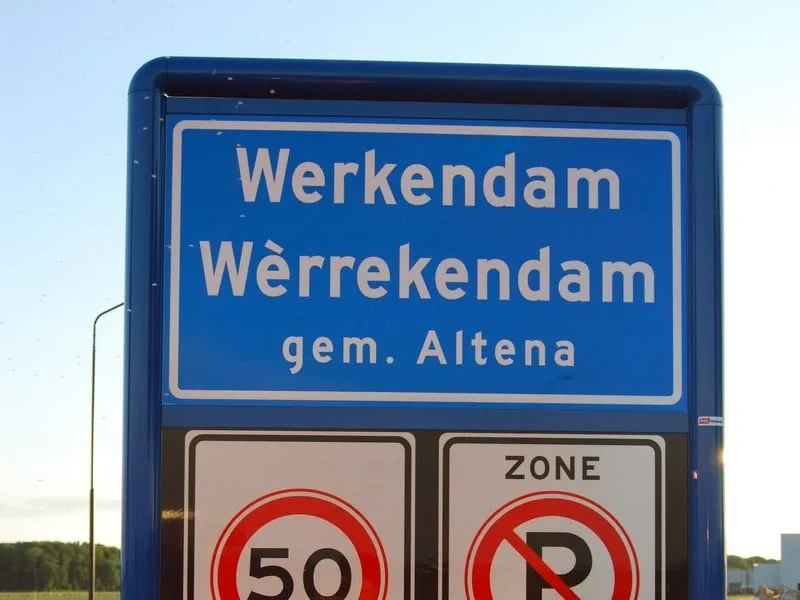 Werkendam
Wèrrekendam
gem. Altena
ZONE
50
P